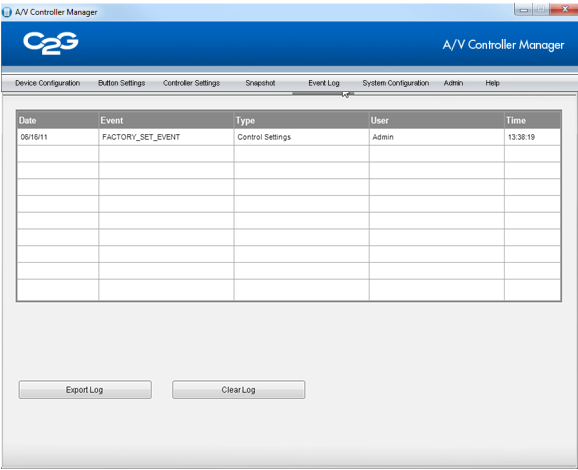 A/V Controller Manager
C2G
A/V Controller Manager
Device Configuration Button Settings Controller Settings Snapshot Event Log System Configuration Admin Help
Date Event Type User Time
06/16/11 FACTORY_SET_EVENT Control Settings Admin 13:38:19
Export Log Clear Log